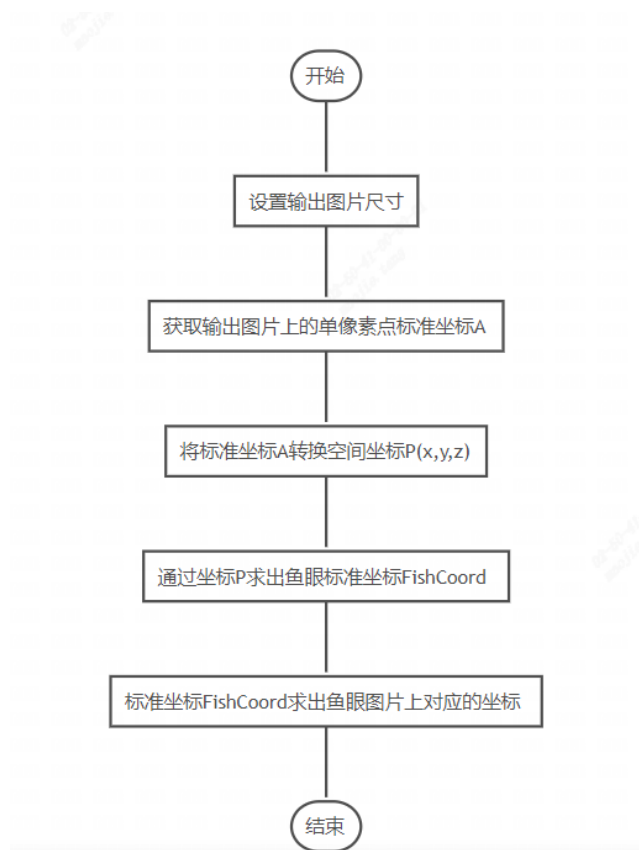 开始
设置输出图片尺寸
获取输出图片上的单像素点标准坐标A
将标准坐标A转换空间坐标P(x,y,z)
通过坐标P求出鱼眼标准坐标FishCoord
标准坐标FishCoord求出鱼眼图片上对应的坐标
结束